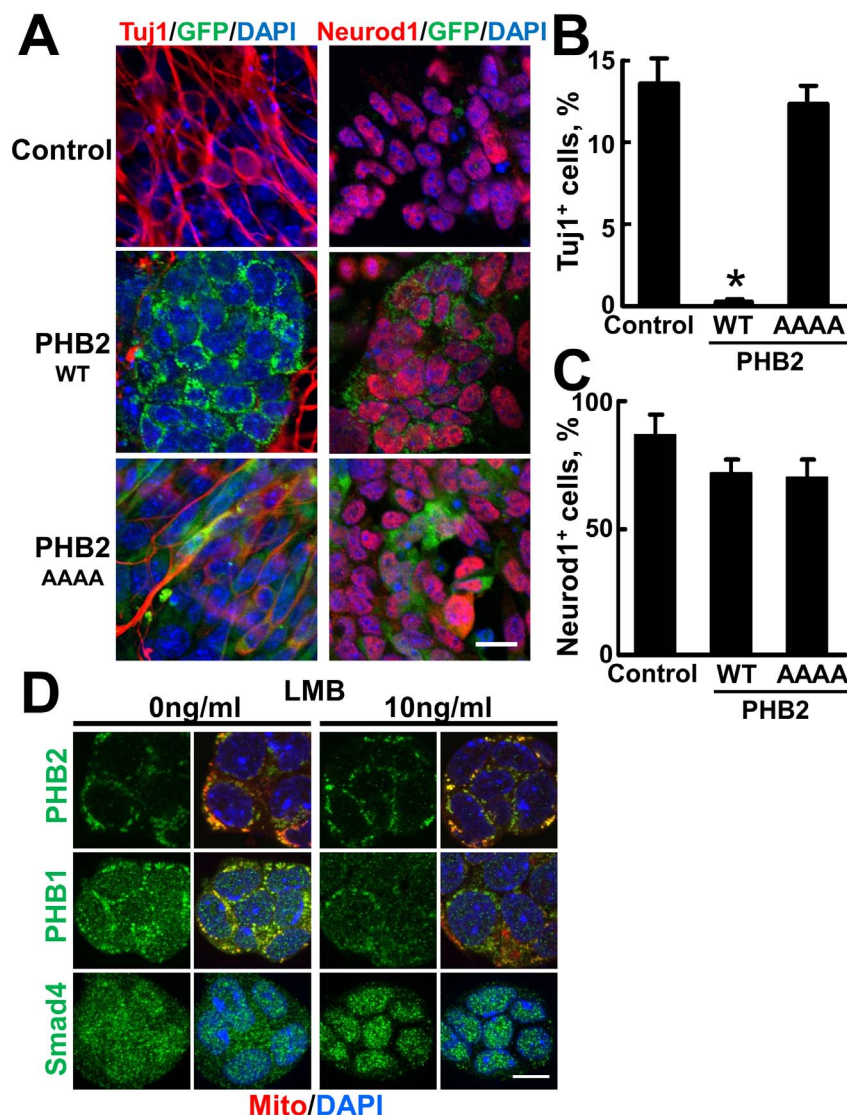 A
Tuj1/GFP/DAPI
Neurod1/GFP/DAPI
Control
PHB2
WT
PHB2
AAAA
B
Tuj1⁺ cells, %
15
10
5
0
Control
WT
AAAA
PHB2
C
Neurod1⁺ cells, %
100
50
0
Control
WT
AAAA
PHB2
*
D
LMB
0ng/ml
10ng/ml
PHB2
PHB1
Smad4
Mito/DAPI